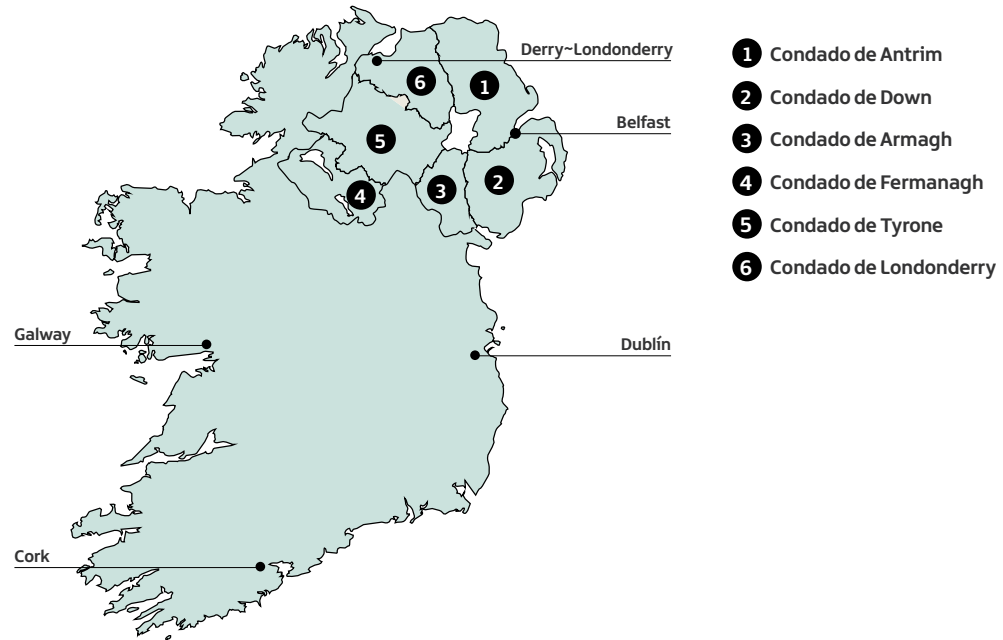 Derry~Londonderry
Belfast
Galway
Dublín
Cork
6
1
5
4
3
2
1 Condado de Antrim
2 Condado de Down
3 Condado de Armagh
4 Condado de Fermanagh
5 Condado de Tyrone
6 Condado de Londonderry